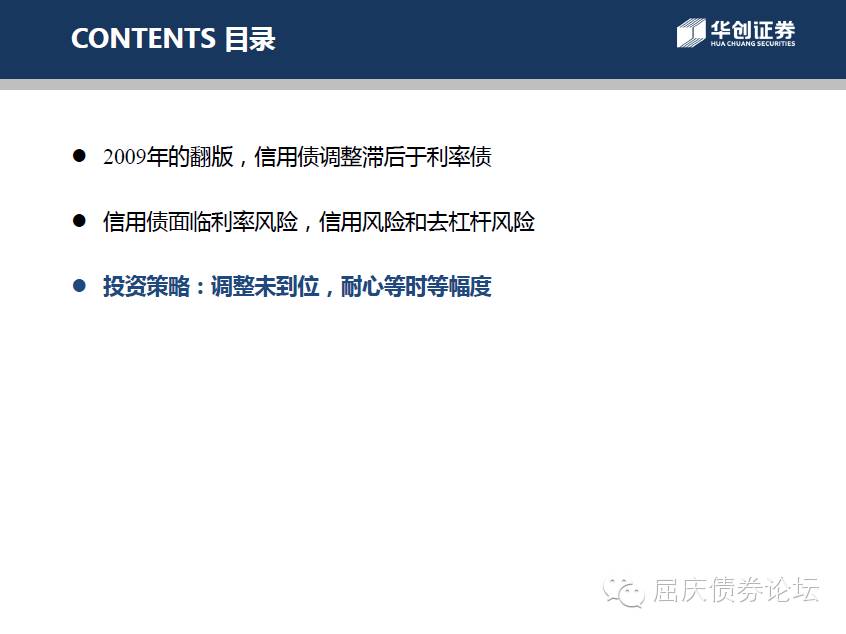 CONTENTS 目录
华创证券
HUA CHUANG SECURITIES
● 2009年的翻版，信用债调整滞后于利率债
● 信用债面临利率风险，信用风险和去杠杆风险
● 投资策略：调整未到位，耐心等时等幅度
屈庆债券论坛